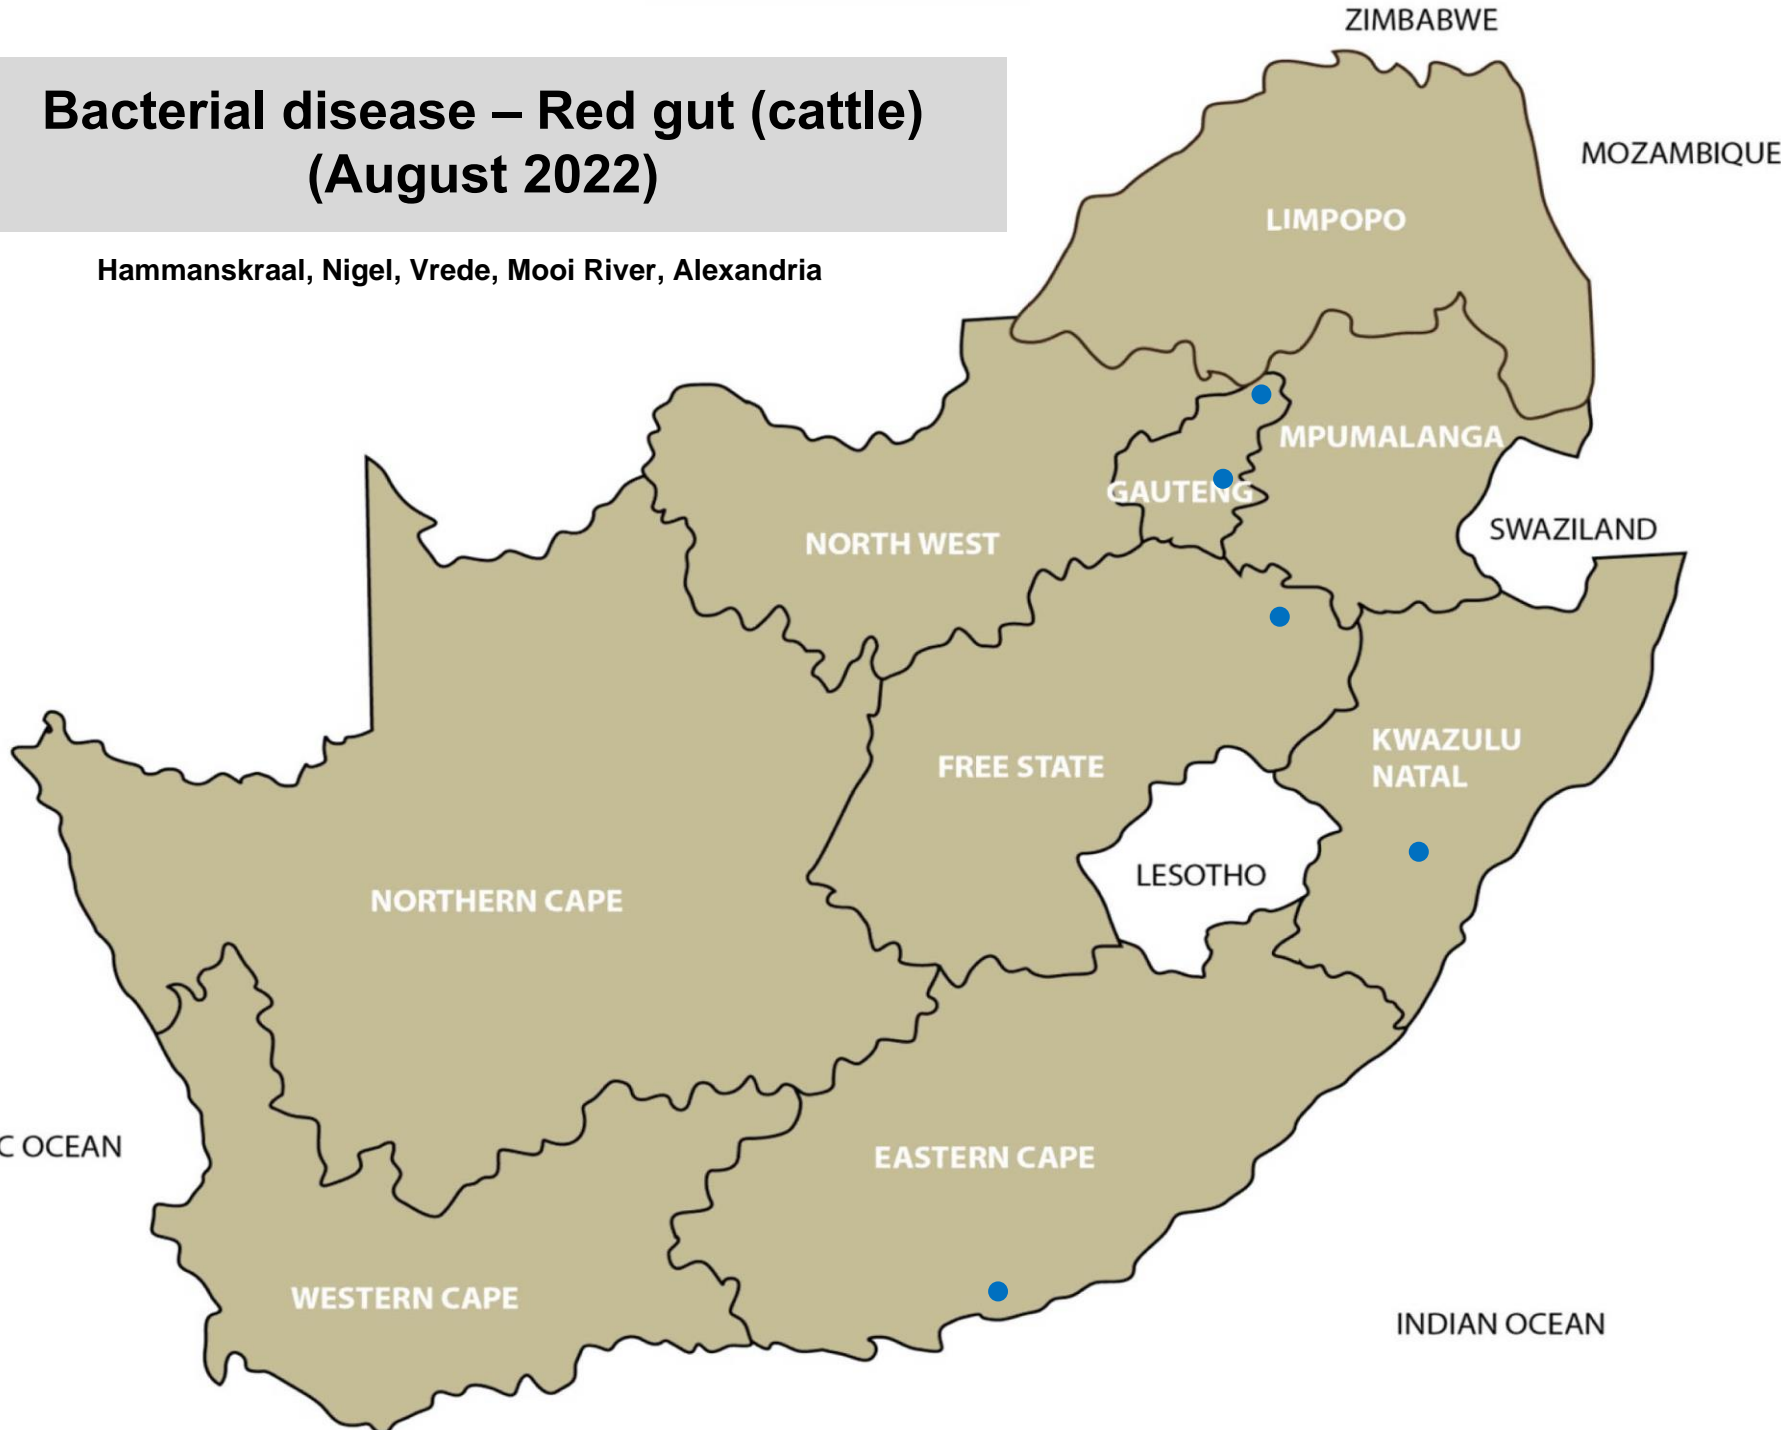 ZIMBABWE
Bacterial disease – Red gut (cattle)
(August 2022)
MOZAMBIQUE
LIMPOPO
Hammanskraal, Nigel, Vrede, Mooi River, Alexandria
MPUMALANGA
GAUTENG
SWAZILAND
NORTH WEST
KWAZULU
NATAL
FREE STATE
LESOTHO
NORTHERN CAPE
C OCEAN
EASTERN CAPE
WESTERN CAPE
INDIAN OCEAN